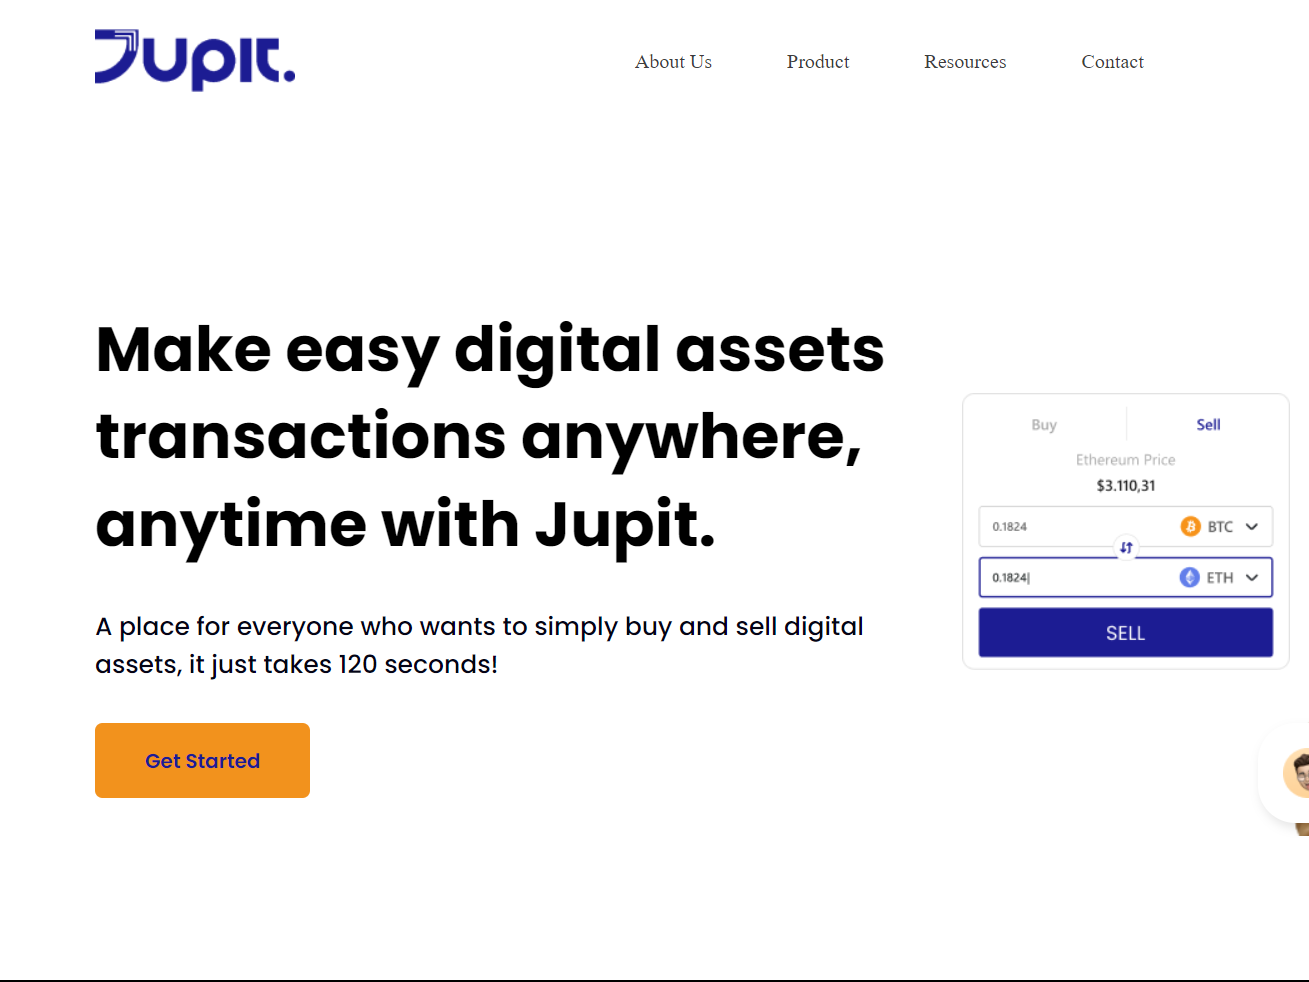 Jupit.
About Us
Product
Resources
Contact
Make easy digital assets
transactions anywhere,
anytime with Jupit.
A place for everyone who wants to simply buy and sell digital
assets, it just takes 120 seconds!
Get Started
Buy
Sell
Ethereum Price
$3.110,31
0.1824
BTC
0.1824
ETH
SELL